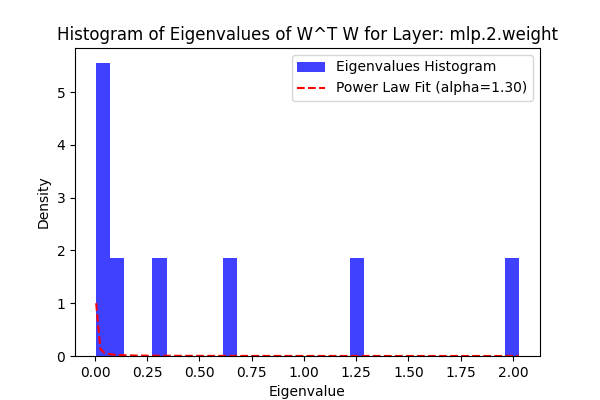 Histogram of Eigenvalues of W^T W for Layer: mlp.2.weight
Eigenvalues Histogram
Power Law Fit (alpha=1.30)
Density
5
4
3
2
1
0
0.00 0.25 0.50 0.75 1.00 1.25 1.50 1.75 2.00
Eigenvalue